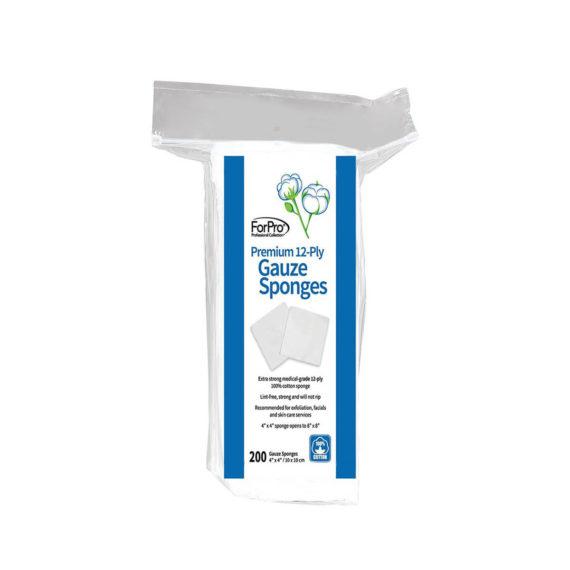 ForPro
Professional Collection
Premium 12-Ply
Gauze
Sponges
Extra strong medical-grade 12-ply
100% cotton sponge
Lint-free, strong and will not rip
Recommended for exfoliation, facials
and skin care services
4" x 4" sponge opens to 8" x 8"
200 Gauze Sponges
4" x 4" / 10 x 10 cm
100%
COTTON